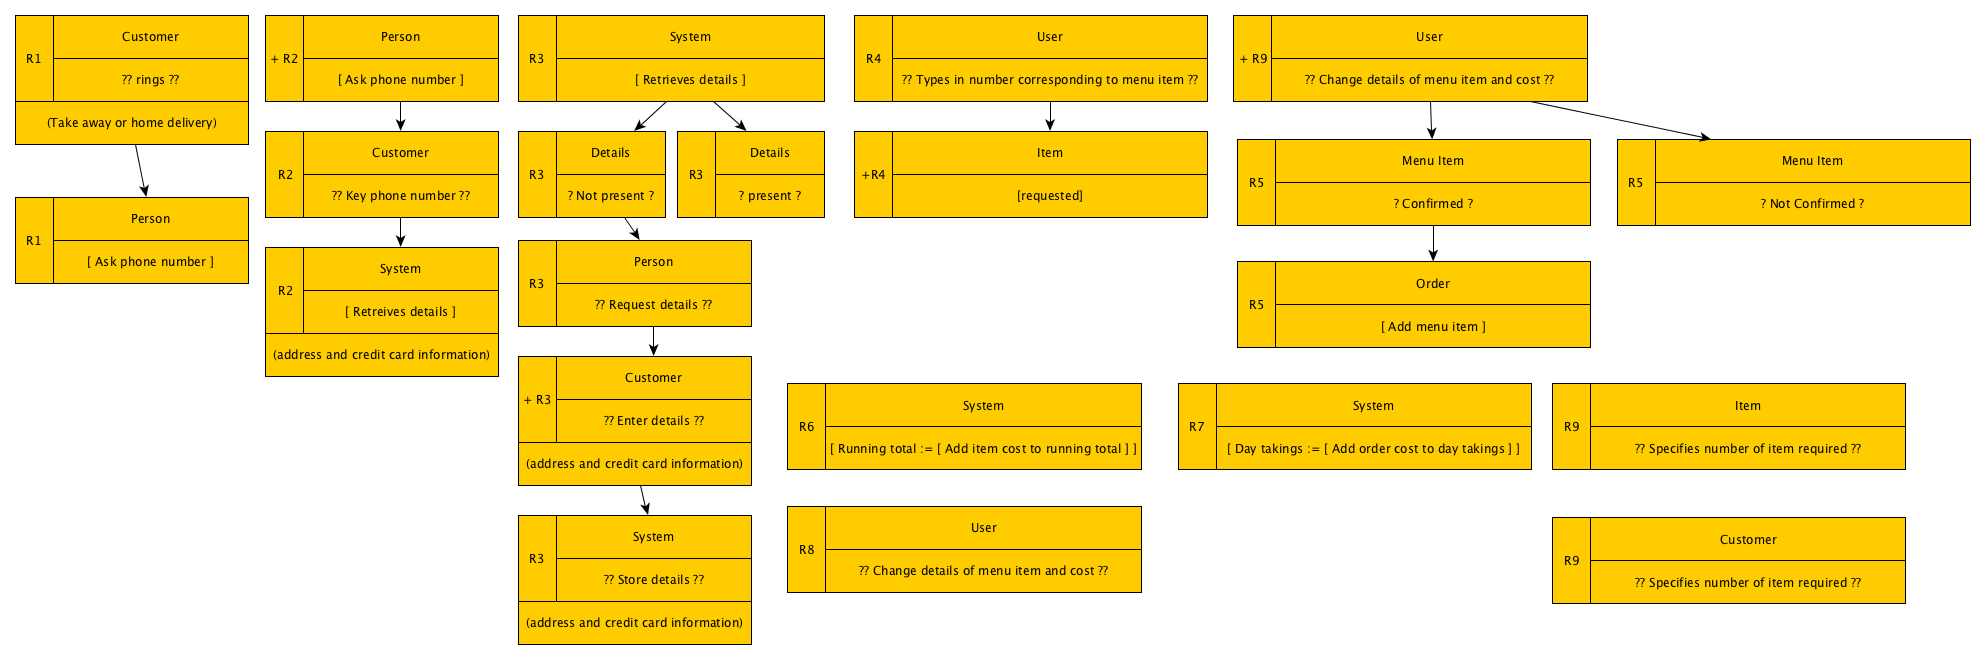 R1
Customer
?? rings ??
(Take away or home delivery)
R1
Person
[ Ask phone number ]
+ R2
Person
[ Ask phone number ]
R2
Customer
?? Key phone number ??
R2
System
[ Retreives details ]
(address and credit card information)
R3
System
[ Retrieves details ]
R3
Details
? Not present ?
R3
Details
? present ?
R3
Person
?? Request details ??
+ R3
Customer
?? Enter details ??
(address and credit card information)
R3
System
?? Store details ??
(address and credit card information)
R4
User
?? Types in number corresponding to menu item ??
+R4
Item
[requested]
+ R9
User
?? Change details of menu item and cost ??
R5
Menu Item
? Confirmed ?
R5
Menu Item
? Not Confirmed ?
R5
Order
[ Add menu item ]
R6
System
[ Running total := [ Add item cost to running total ] ]
R7
System
[ Day takings := [ Add order cost to day takings ] ]
R9
Item
?? Specifies number of item required ??
R8
User
?? Change details of menu item and cost ??
R9
Customer
?? Specifies number of item required ??